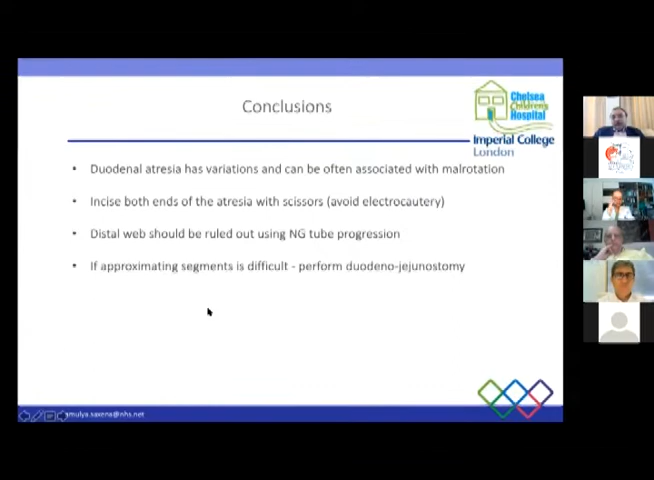 Conclusions
Chelsea
Children's
Hospital
Imperial College
London
• Duodenal atresia has variations and can be often associated with malrotation
• Incise both ends of the atresia with scissors (avoid electrocautery)
• Distal web should be ruled out using NG tube progression
• If approximating segments is difficult - perform duodeno-jejunostomy
amulya.saxena@nhs.net